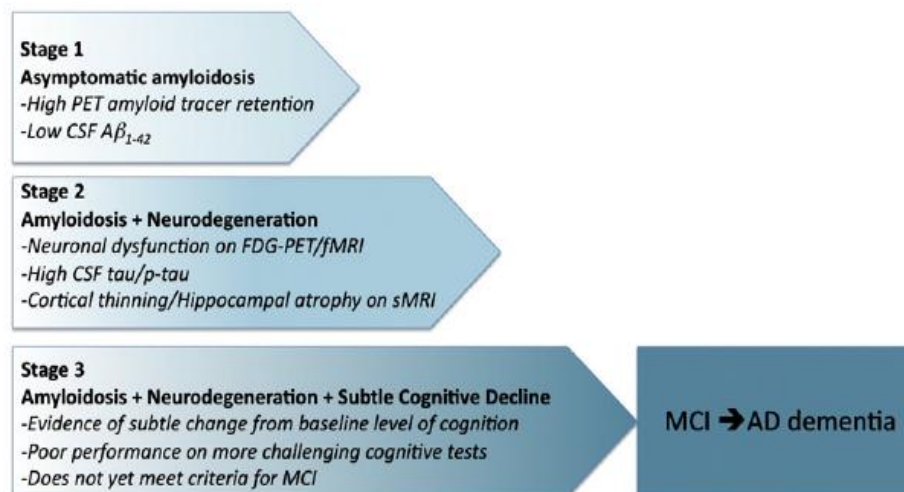 Stage 1
Asymptomatic amyloidosis
-High PET amyloid tracer retention
-Low CSF Aβ1-42
Stage 2
Amyloidosis + Neurodegeneration
-Neuronal dysfunction on FDG-PET/fMRI
-High CSF tau/p-tau
-Cortical thinning/Hippocampal atrophy on sMRI
Stage 3
Amyloidosis + Neurodegeneration + Subtle Cognitive Decline
-Evidence of subtle change from baseline level of cognition
-Poor performance on more challenging cognitive tests
-Does not yet meet criteria for MCI
MCI ➔ AD dementia